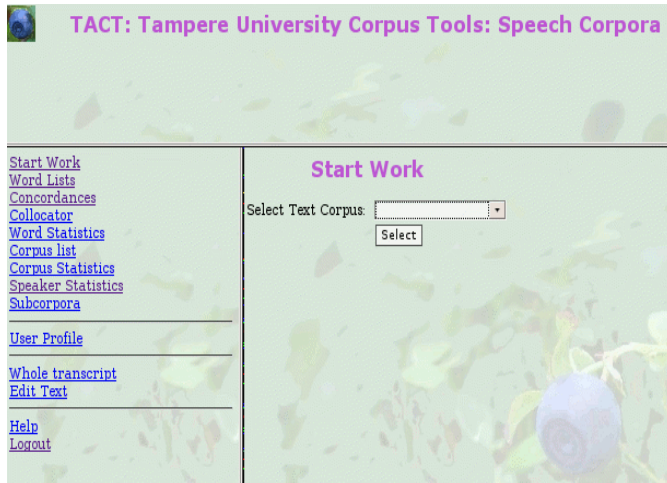 TACT: Tampere University Corpus Tools: Speech Corpora
Start Work
Word Lists
Concordances
Collocator
Word Statistics
Corpus list
Corpus Statistics
Speaker Statistics
Subcorpora
User Profile
Whole transcript
Edit Text
Help
Logout
Start Work
Select Text Corpus:
Select